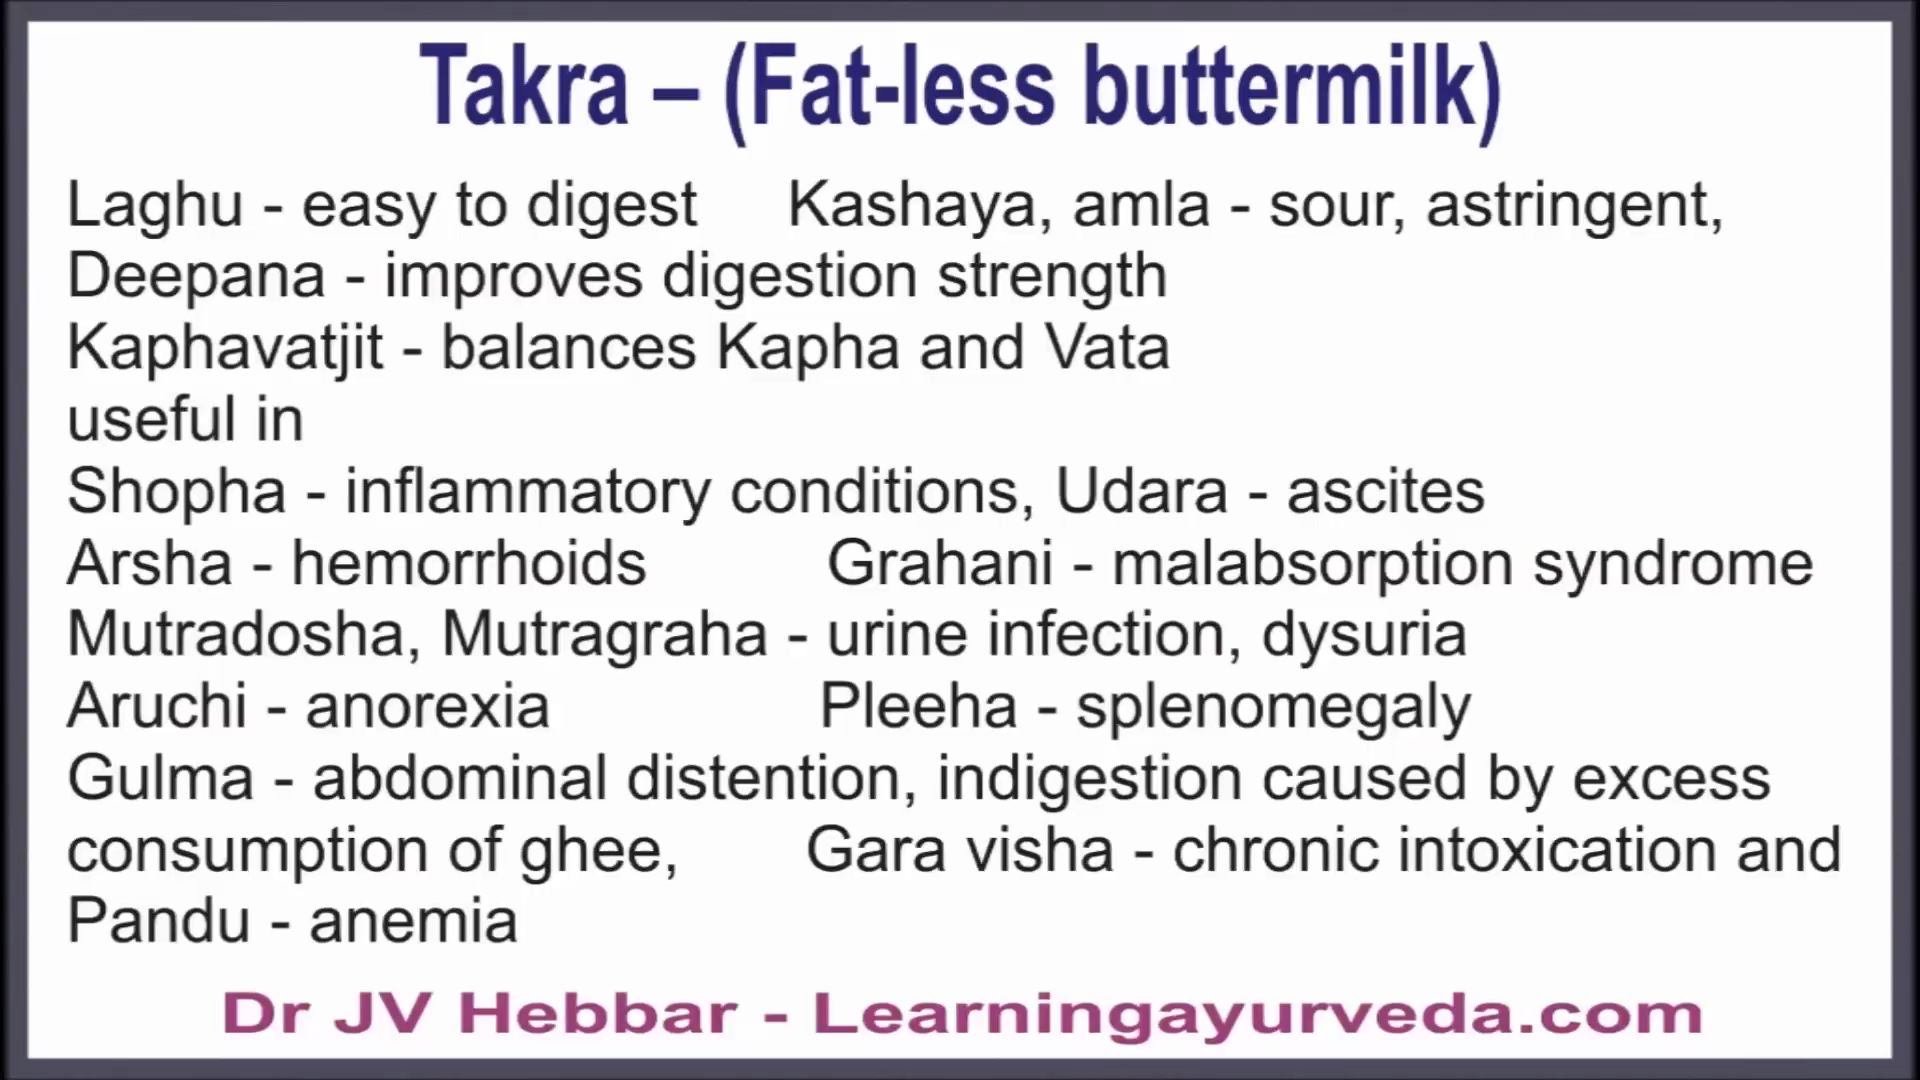 Takra – (Fat-less buttermilk)
Laghu - easy to digest Kashaya, amla - sour, astringent,
Deepana - improves digestion strength
Kaphavatjit - balances Kapha and Vata
useful in
Shopha - inflammatory conditions, Udara - ascites
Arsha - hemorrhoids Grahani - malabsorption syndrome
Mutradosha, Mutragraha - urine infection, dysuria
Aruchi - anorexia Pleeha - splenomegaly
Gulma - abdominal distention, indigestion caused by excess
consumption of ghee, Gara visha - chronic intoxication and
Pandu - anemia
Dr JV Hebbar - Learningayurveda.com